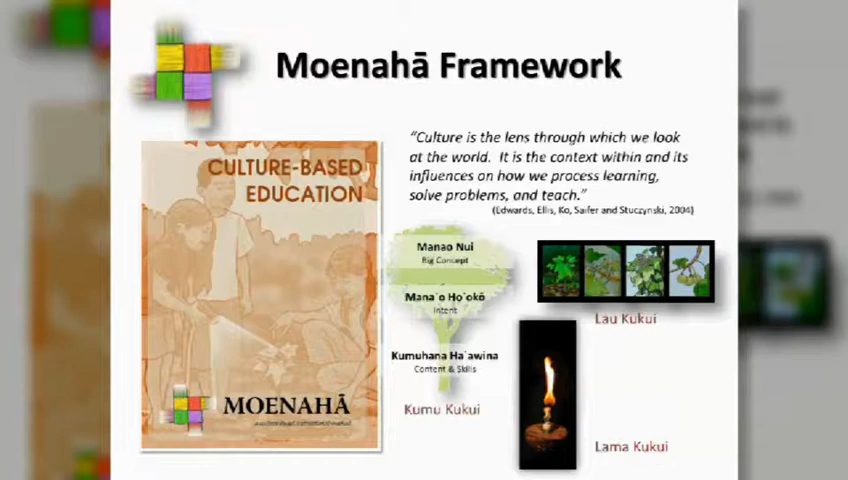 Moenahā Framework
"Culture is the lens through which we look
at the world. It is the context within and its
influences on how we process learning,
solve problems, and teach."
(Edwards, Ellis, Ko, Saifer and Stuczynski, 2004)
CULTURE-BASED
EDUCATION
MOENAHĀ
Manao Nui
Big Concept
Mana`o Ho`okō
Intent
Kumuhana Ha`awina
Content & Skills
Kumu Kukui
Lau Kukui
Lama Kukui